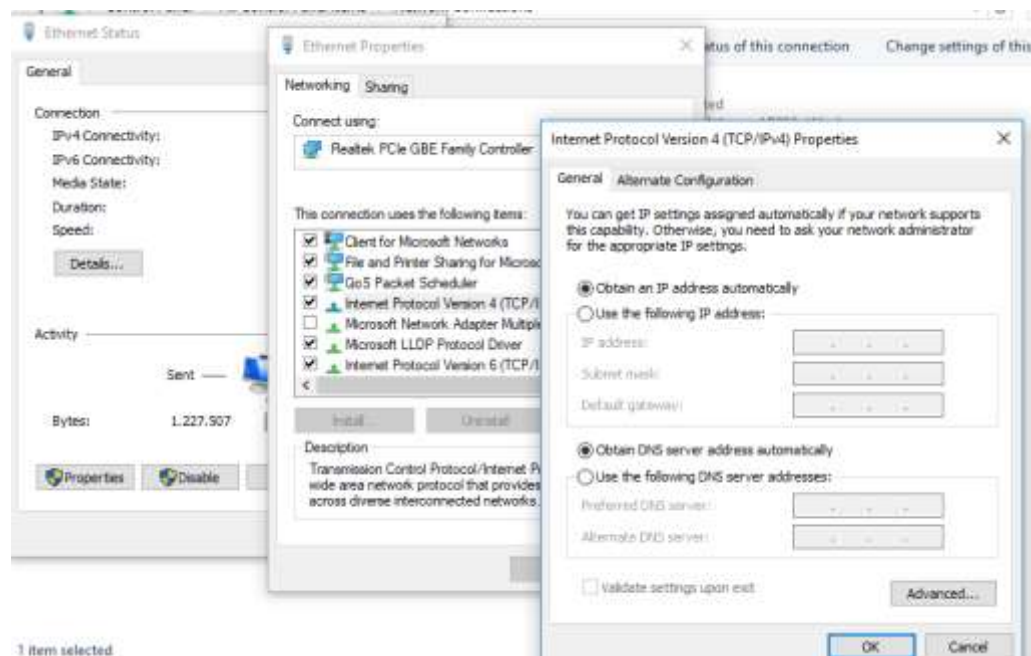 Ethernet Status
General
Connection
IPv4 Connectivity:
IPv6 Connectivity:
Media State:
Duration:
Speed:
Details...
Activity
Sent
Bytes:
1.227.507
Properties
Disable
1 item selected
Ethernet Properties
Networking Sharing
Connect using:
Realtek PCIe GBE Family Controller
This connection uses the following items:
Client for Microsoft Networks
File and Printer Sharing for Microso
QoS Packet Scheduler
Internet Protocol Version 4 (TCP/I
Microsoft Network Adapter Multiple
Microsoft LLDP Protocol Driver
Internet Protocol Version 6 (TCP/I
Install...
Uninstall
Description
Transmission Control Protocol/Internet P
wide area network protocol that provides
across diverse interconnected networks.
atus of this connection
Change settings of this
Internet Protocol Version 4 (TCP/IPv4) Properties
General Alternate Configuration
You can get IP settings assigned automatically if your network supports
this capability. Otherwise, you need to ask your network administrator
for the appropriate IP settings.
Obtain an IP address automatically
Use the following IP address:
IP address:
Subnet mask:
Default gateway:
Obtain DNS server address automatically
Use the following DNS server addresses:
Preferred DNS server:
Alternate DNS server:
Validate settings upon exit
Advanced...
OK
Cancel